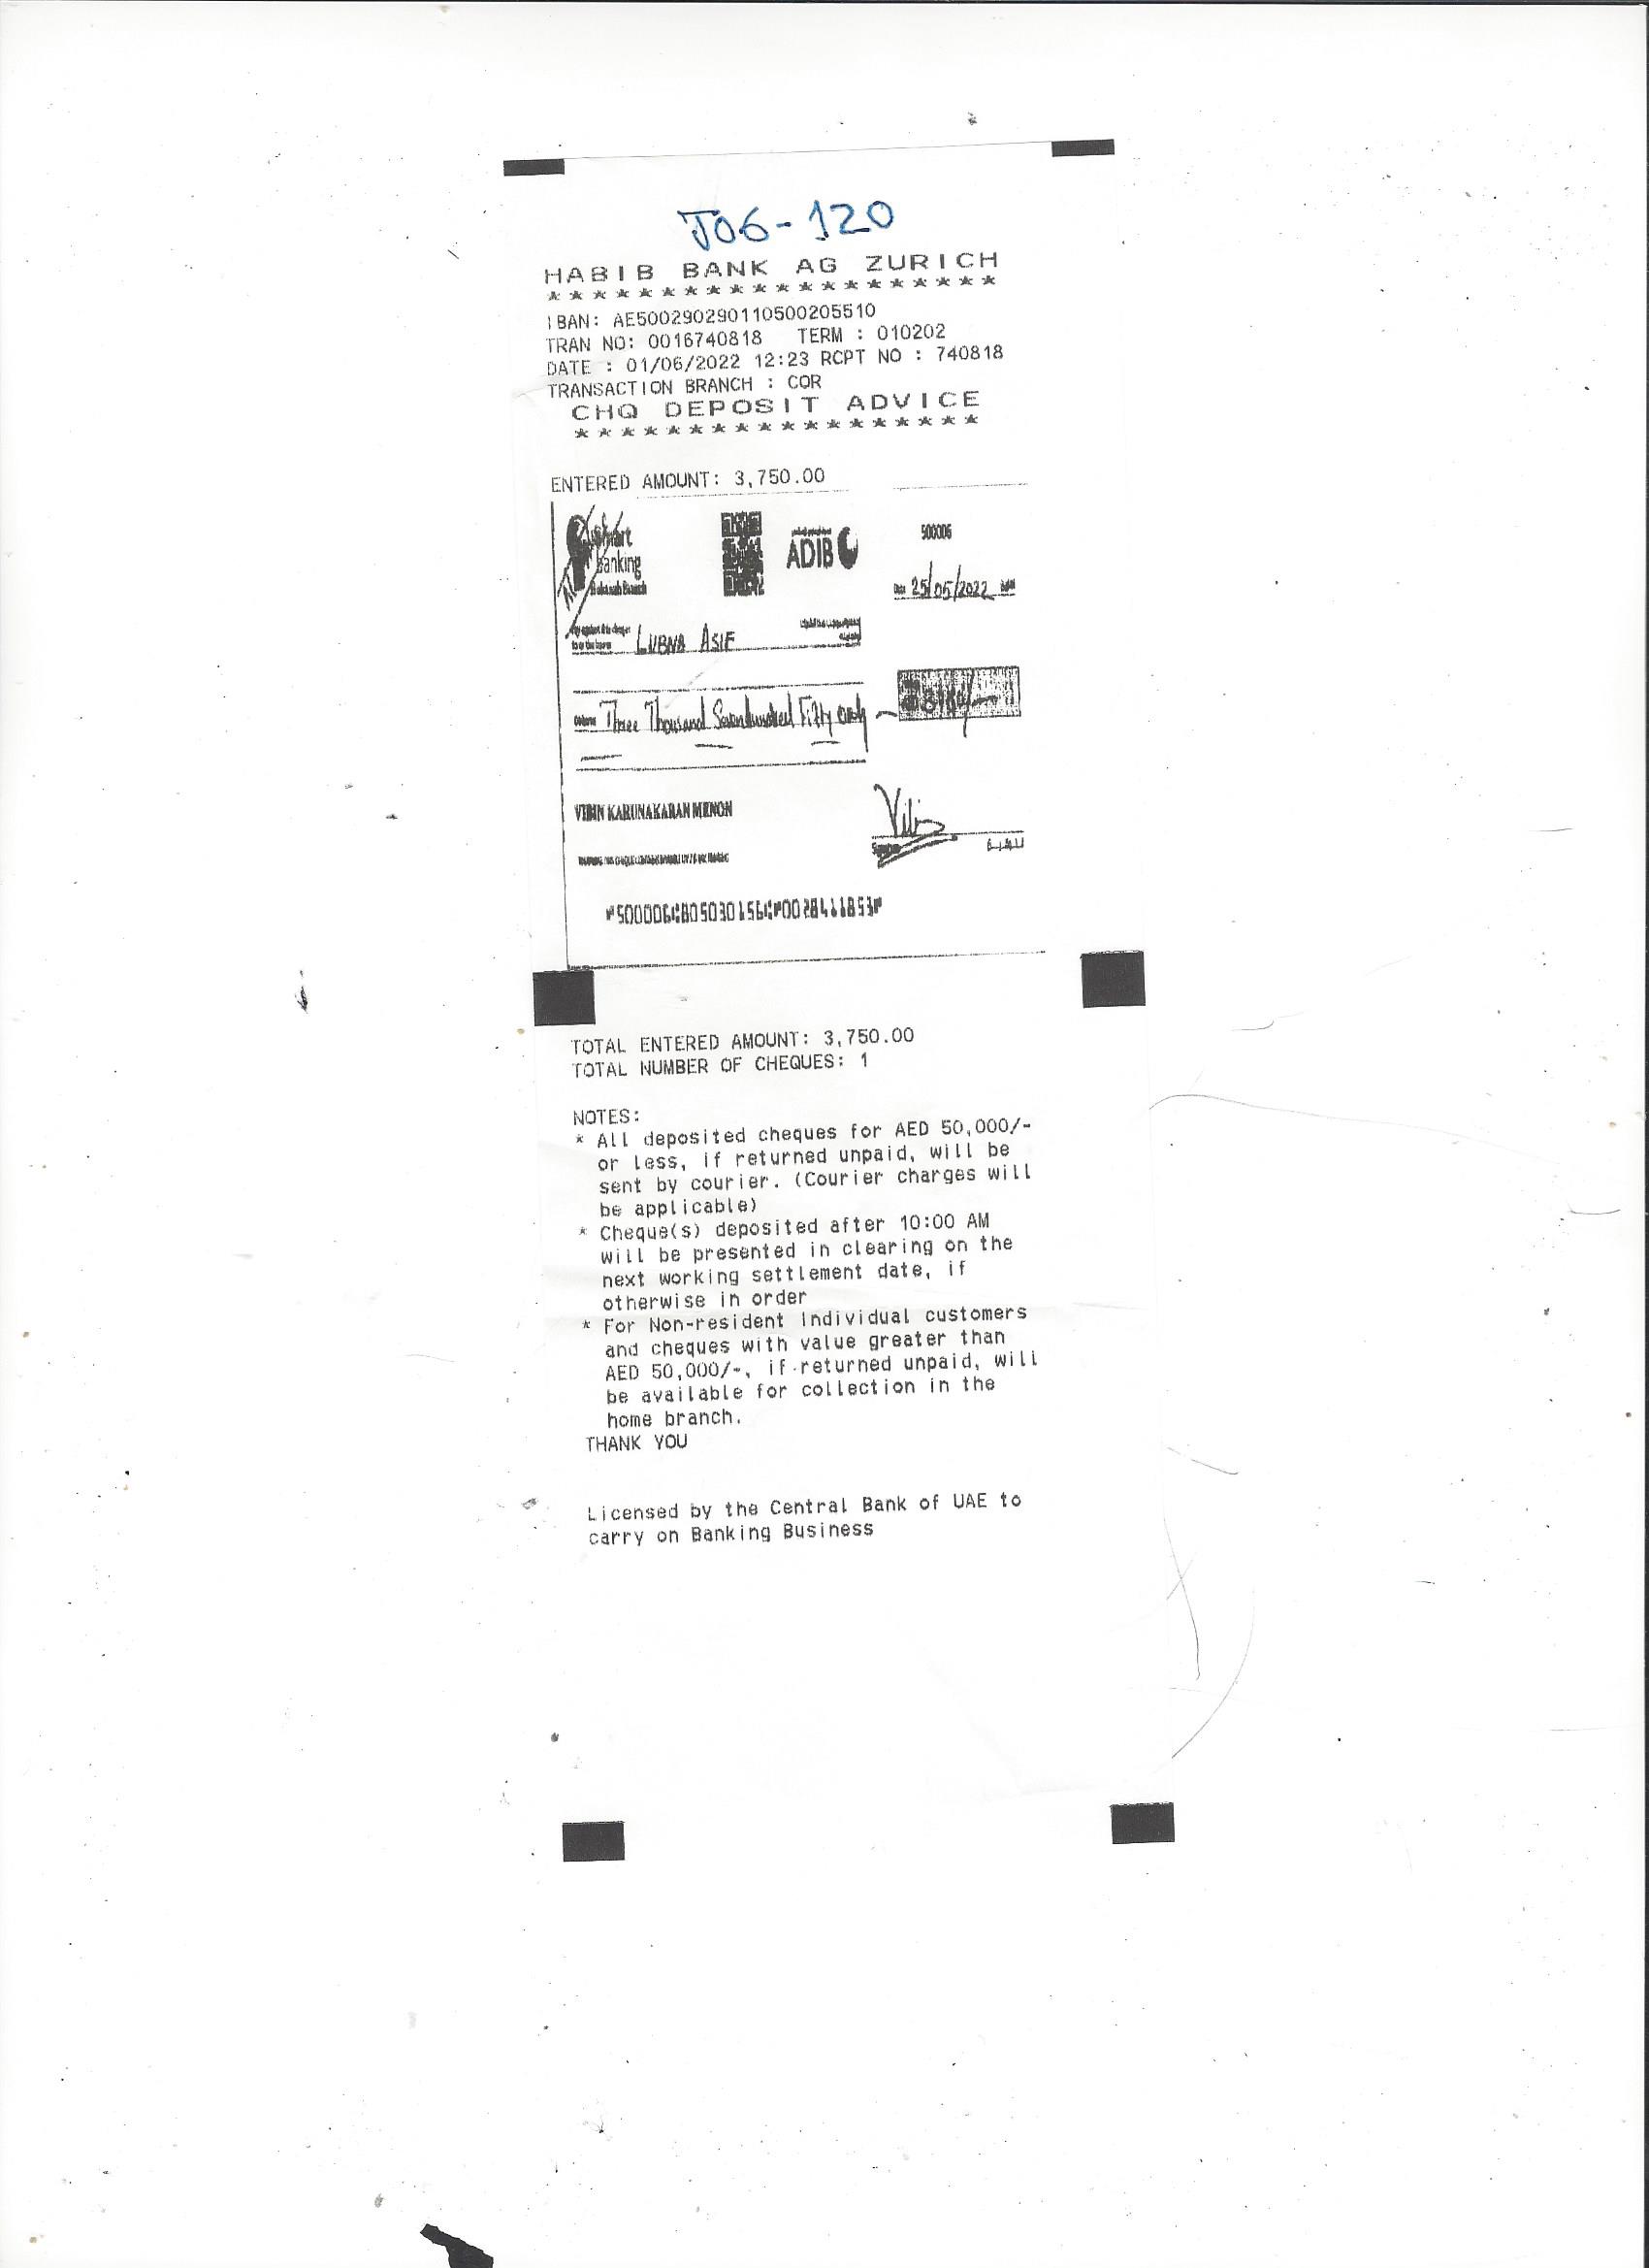 J06-120
HABIB BANK AG ZURICH
********************
IBAN: AE500290290110500205510
TRAN NO: 0016740818 TERM : 010202
DATE : 01/06/2022 12:23 RCPT NO : 740818
TRANSACTION BRANCH : COR
CHQ DEPOSIT ADVICE
******************
ENTERED AMOUNT: 3,750.00
Smart
Banking
Branch
ADIB
500006
Date 25/05/2022
LUBNA ASIF
Three Thousand Seven hundred Fifty only
VIBIN KARUNAKARAN MENON
⑈500006⑆805030156⑆⑈0028411853⑈
TOTAL ENTERED AMOUNT: 3,750.00
TOTAL NUMBER OF CHEQUES: 1
NOTES:
* All deposited cheques for AED 50,000/-
or less, if returned unpaid, will be
sent by courier. (Courier charges will
be applicable)
* Cheque(s) deposited after 10:00 AM
will be presented in clearing on the
next working settlement date, if
otherwise in order
* For Non-resident Individual customers
and cheques with value greater than
AED 50,000/-, if returned unpaid, will
be available for collection in the
home branch.
THANK YOU
Licensed by the Central Bank of UAE to
carry on Banking Business